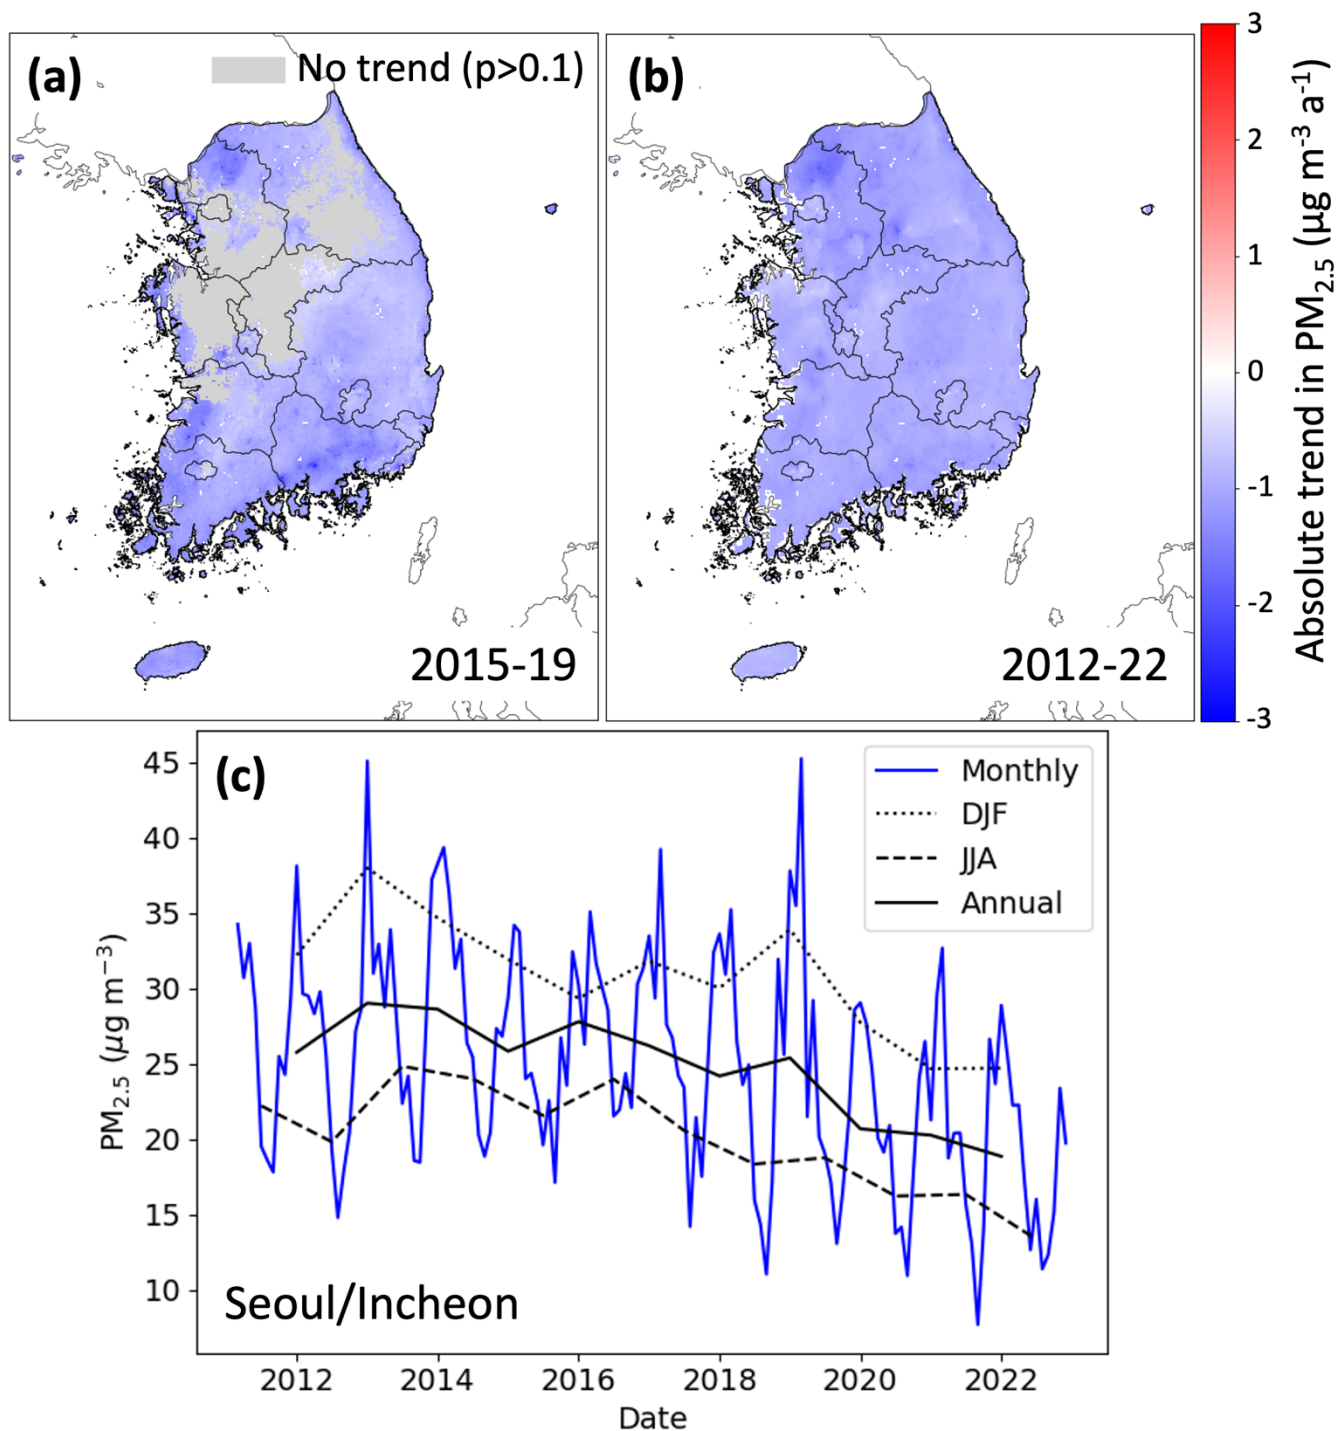 (a)
No trend (p>0.1)
2015-19
(b)
2012-22
3
2
1
0
-1
-2
-3
Absolute trend in PM2.5 (μg m-3 a-1)
(c)
Monthly
DJF
JJA
Annual
45
40
35
30
25
20
15
10
PM2.5 (μg m−3)
Seoul/Incheon
2012 2014 2016 2018 2020 2022
Date